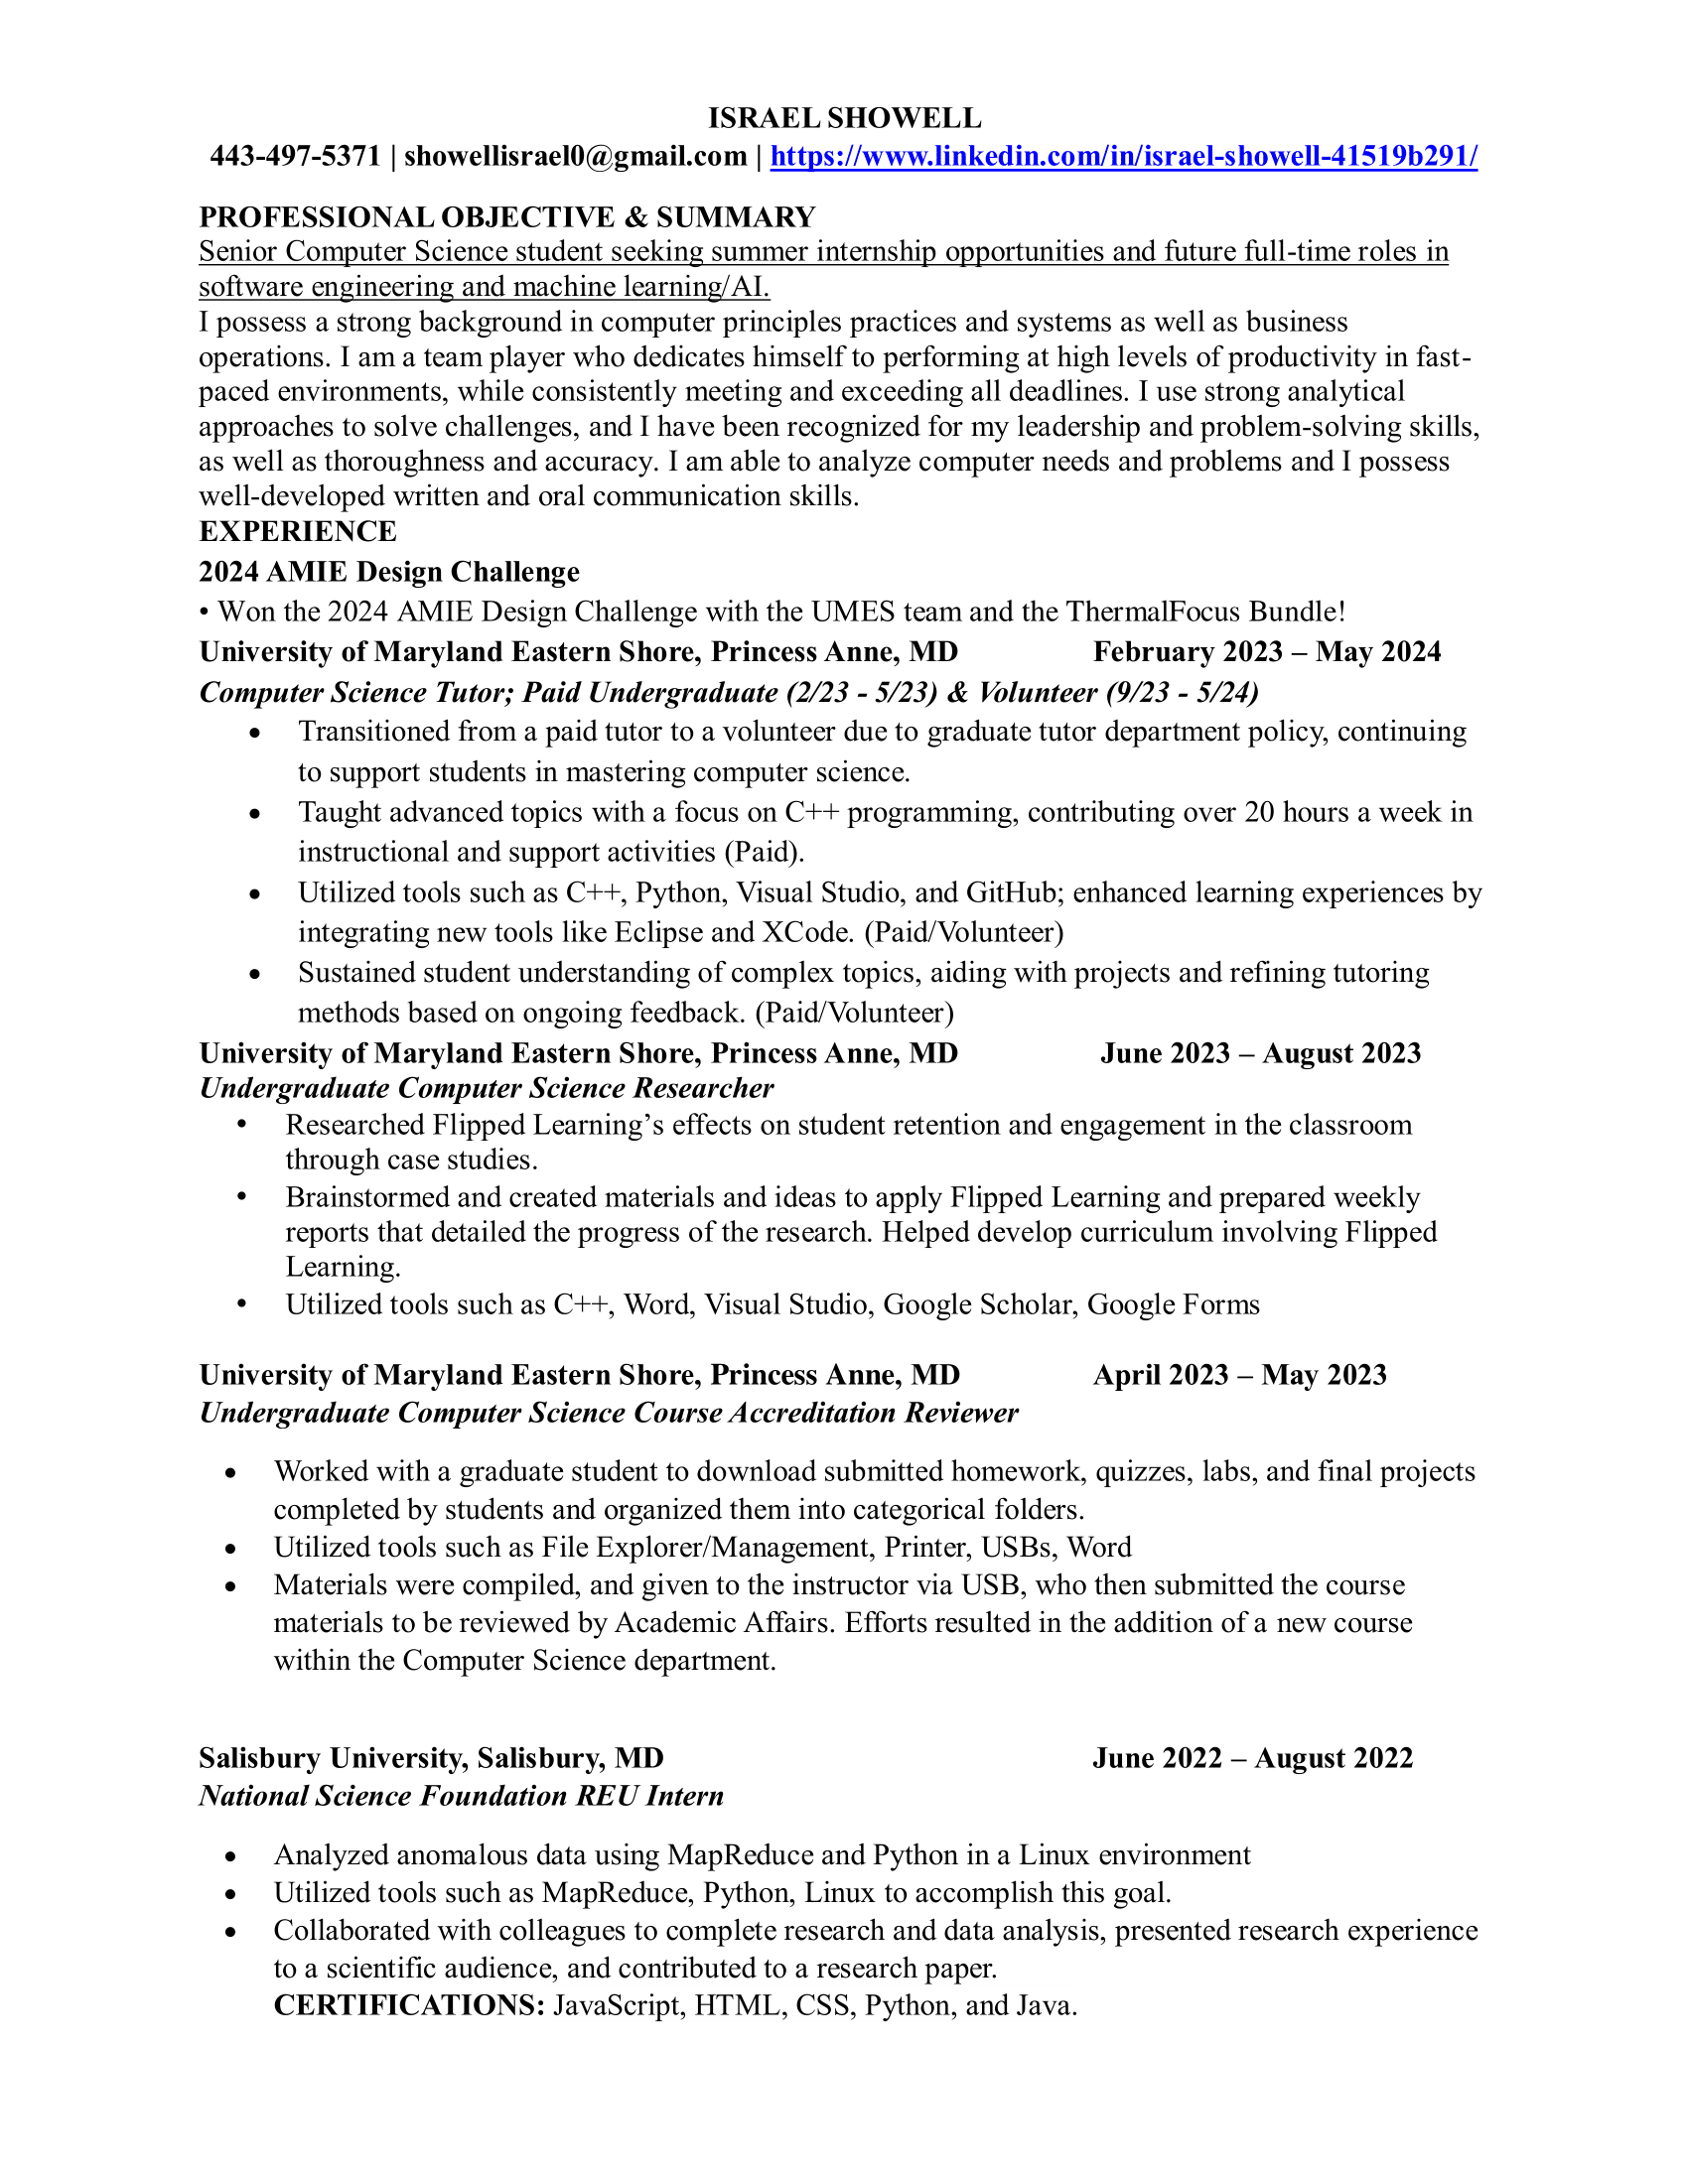 ISRAEL SHOWELL
443-497-5371 | showellisrael0@gmail.com | https://www.linkedin.com/in/israel-showell-41519b291/
PROFESSIONAL OBJECTIVE & SUMMARY
Senior Computer Science student seeking summer internship opportunities and future full-time roles in
software engineering and machine learning/AI.
I possess a strong background in computer principles practices and systems as well as business
operations. I am a team player who dedicates himself to performing at high levels of productivity in fast-
paced environments, while consistently meeting and exceeding all deadlines. I use strong analytical
approaches to solve challenges, and I have been recognized for my leadership and problem-solving skills,
as well as thoroughness and accuracy. I am able to analyze computer needs and problems and I possess
well-developed written and oral communication skills.
EXPERIENCE
2024 AMIE Design Challenge
• Won the 2024 AMIE Design Challenge with the UMES team and the ThermalFocus Bundle!
University of Maryland Eastern Shore, Princess Anne, MD February 2023 – May 2024
Computer Science Tutor; Paid Undergraduate (2/23 - 5/23) & Volunteer (9/23 - 5/24)
• Transitioned from a paid tutor to a volunteer due to graduate tutor department policy, continuing
to support students in mastering computer science.
• Taught advanced topics with a focus on C++ programming, contributing over 20 hours a week in
instructional and support activities (Paid).
• Utilized tools such as C++, Python, Visual Studio, and GitHub; enhanced learning experiences by
integrating new tools like Eclipse and XCode. (Paid/Volunteer)
• Sustained student understanding of complex topics, aiding with projects and refining tutoring
methods based on ongoing feedback. (Paid/Volunteer)
University of Maryland Eastern Shore, Princess Anne, MD June 2023 – August 2023
Undergraduate Computer Science Researcher
• Researched Flipped Learning’s effects on student retention and engagement in the classroom
through case studies.
• Brainstormed and created materials and ideas to apply Flipped Learning and prepared weekly
reports that detailed the progress of the research. Helped develop curriculum involving Flipped
Learning.
• Utilized tools such as C++, Word, Visual Studio, Google Scholar, Google Forms
University of Maryland Eastern Shore, Princess Anne, MD April 2023 – May 2023
Undergraduate Computer Science Course Accreditation Reviewer
• Worked with a graduate student to download submitted homework, quizzes, labs, and final projects
completed by students and organized them into categorical folders.
• Utilized tools such as File Explorer/Management, Printer, USBs, Word
• Materials were compiled, and given to the instructor via USB, who then submitted the course
materials to be reviewed by Academic Affairs. Efforts resulted in the addition of a new course
within the Computer Science department.
Salisbury University, Salisbury, MD June 2022 – August 2022
National Science Foundation REU Intern
• Analyzed anomalous data using MapReduce and Python in a Linux environment
• Utilized tools such as MapReduce, Python, Linux to accomplish this goal.
• Collaborated with colleagues to complete research and data analysis, presented research experience
to a scientific audience, and contributed to a research paper.
CERTIFICATIONS: JavaScript, HTML, CSS, Python, and Java.